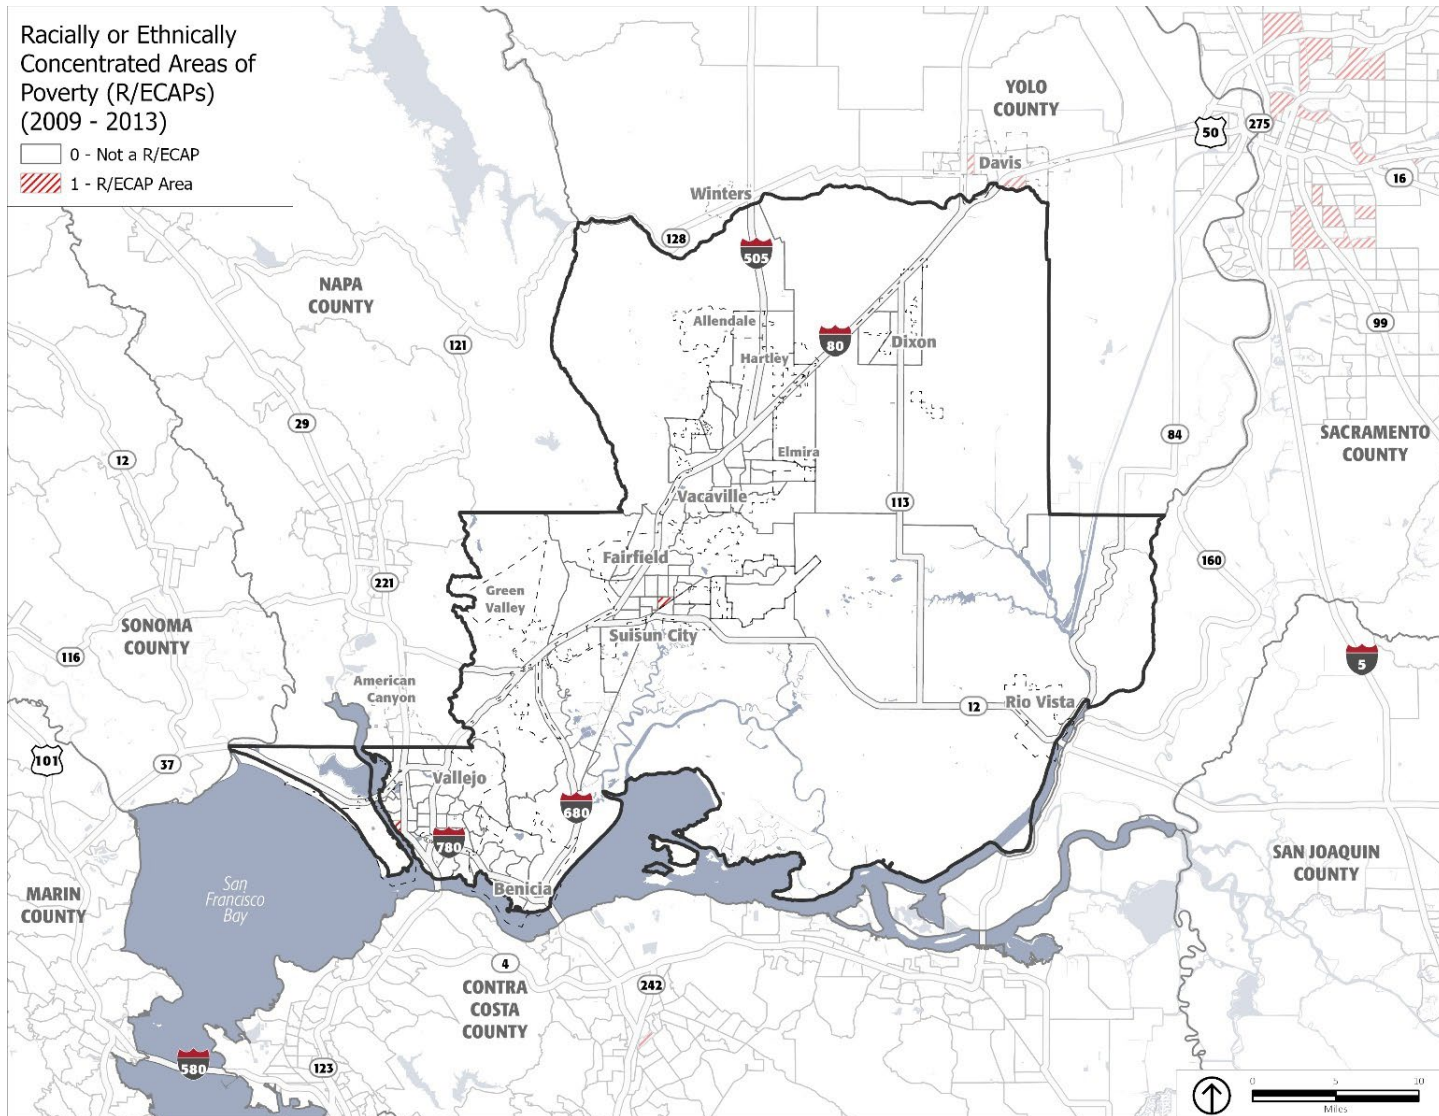 Racially or Ethnically
Concentrated Areas of
Poverty (R/ECAPs)
(2009 - 2013)
0 - Not a R/ECAP
1 - R/ECAP Area
YOLO
COUNTY
50
275
Davis
16
Winters
128
505
NAPA
COUNTY
Allendale
99
121
80
Dixon
Hartley
29
84
SACRAMENTO
COUNTY
12
Elmira
Vacaville
113
Fairfield
160
221
Green
Valley
SONOMA
COUNTY
Suisun City
116
5
American
Canyon
12
Rio Vista
101
37
Vallejo
680
780
SAN JOAQUIN
COUNTY
MARIN
COUNTY
San
Francisco
Bay
Benicia
4
CONTRA
COSTA
COUNTY
242
580
123
0 5 10
Miles